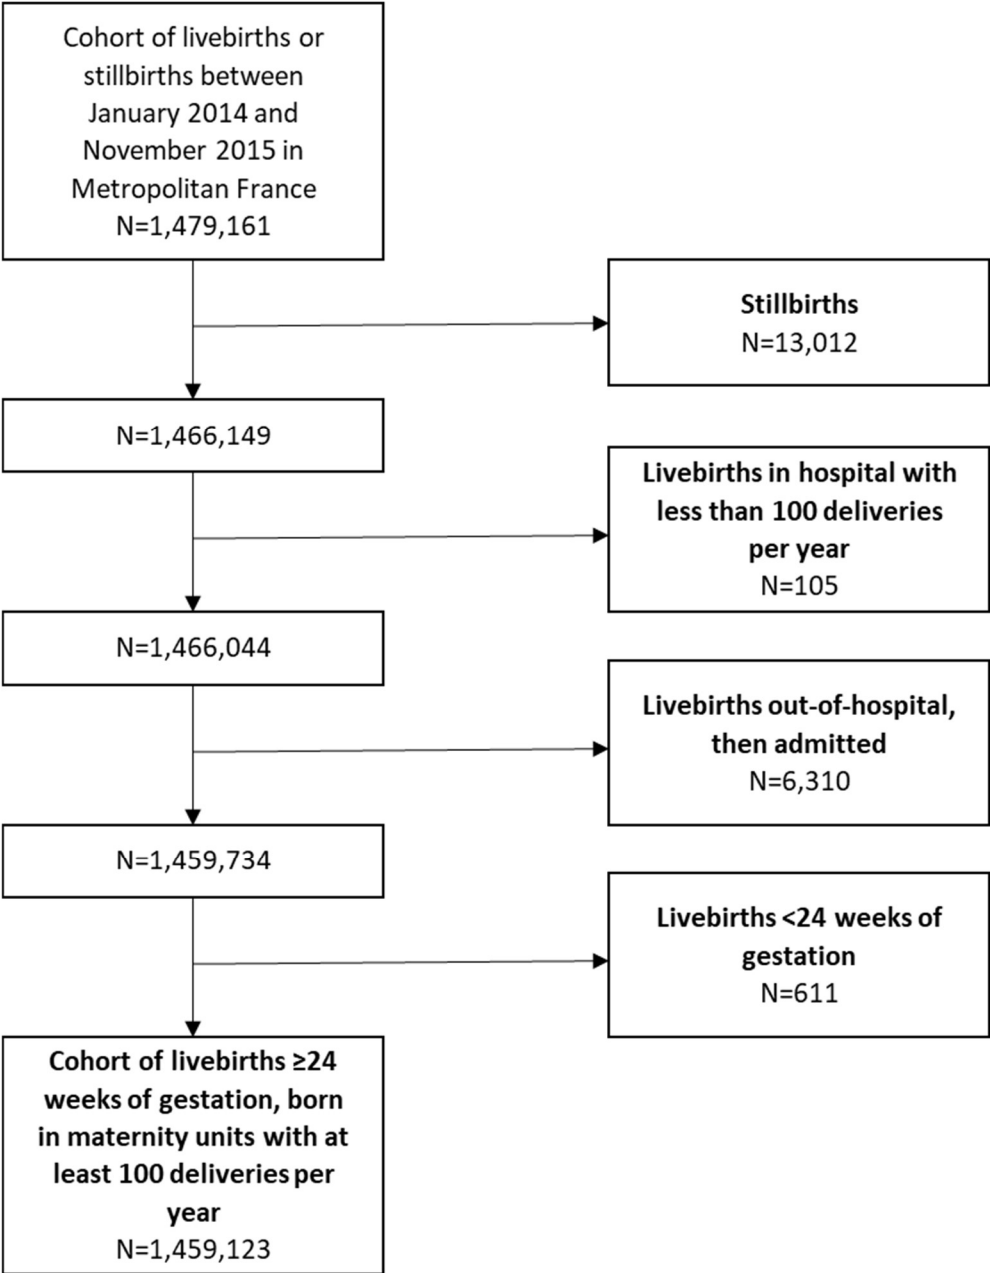 Cohort of livebirths or
stillbirths between
January 2014 and
November 2015 in
Metropolitan France
N=1,479,161
Stillbirths
N=13,012
N=1,466,149
Livebirths in hospital with
less than 100 deliveries
per year
N=105
N=1,466,044
Livebirths out-of-hospital,
then admitted
N=6,310
N=1,459,734
Livebirths <24 weeks of
gestation
N=611
Cohort of livebirths ≥24
weeks of gestation, born
in maternity units with at
least 100 deliveries per
year
N=1,459,123